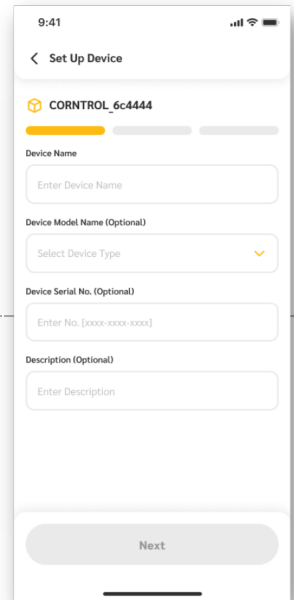 9:41
Set Up Device
CORNTROL_6c4444
Device Name
Enter Device Name
Device Model Name (Optional)
Select Device Type
Device Serial No. (Optional)
Enter No. [xxxx-xxxx-xxxx]
Description (Optional)
Enter Description
Next